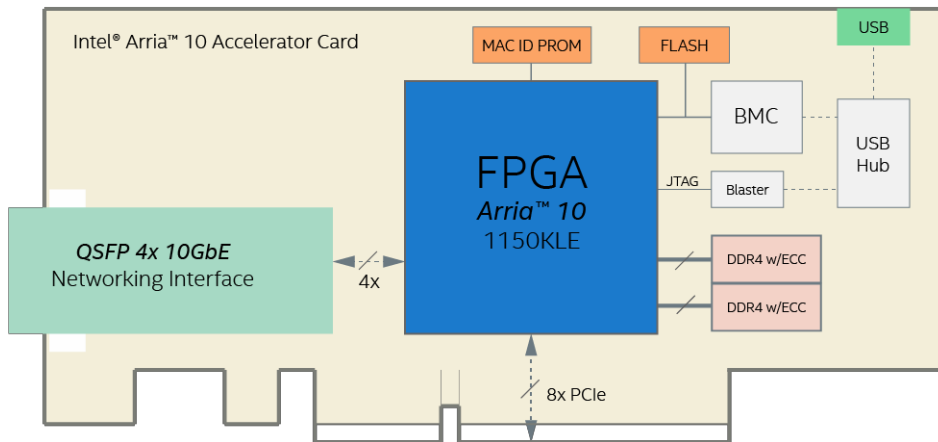 Intel® Arria™ 10 Accelerator Card
MAC ID PROM
FLASH
USB
BMC
USB
Hub
FPGA
Arria™ 10
1150KLE
JTAG
Blaster
QSFP 4x 10GbE
Networking Interface
4x
DDR4 w/ECC
DDR4 w/ECC
8x PCIe